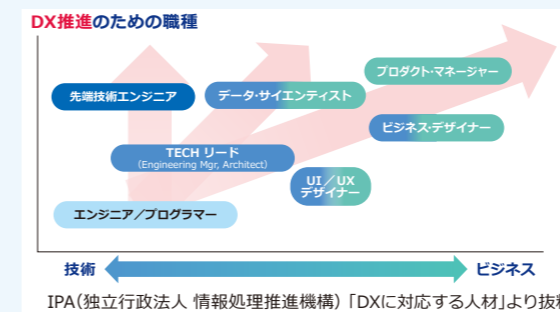 DX推進のための職種
プロダクト・マネージャー
先端技術エンジニア
データ・サイエンティスト
ビジネス・デザイナー
TECH リード
(Engineering Mgr, Architect)
UI／UX
デザイナー
エンジニア／プログラマー
技術
ビジネス
IPA(独立行政法人 情報処理推進機構)「DXに対応する人材」より抜粋